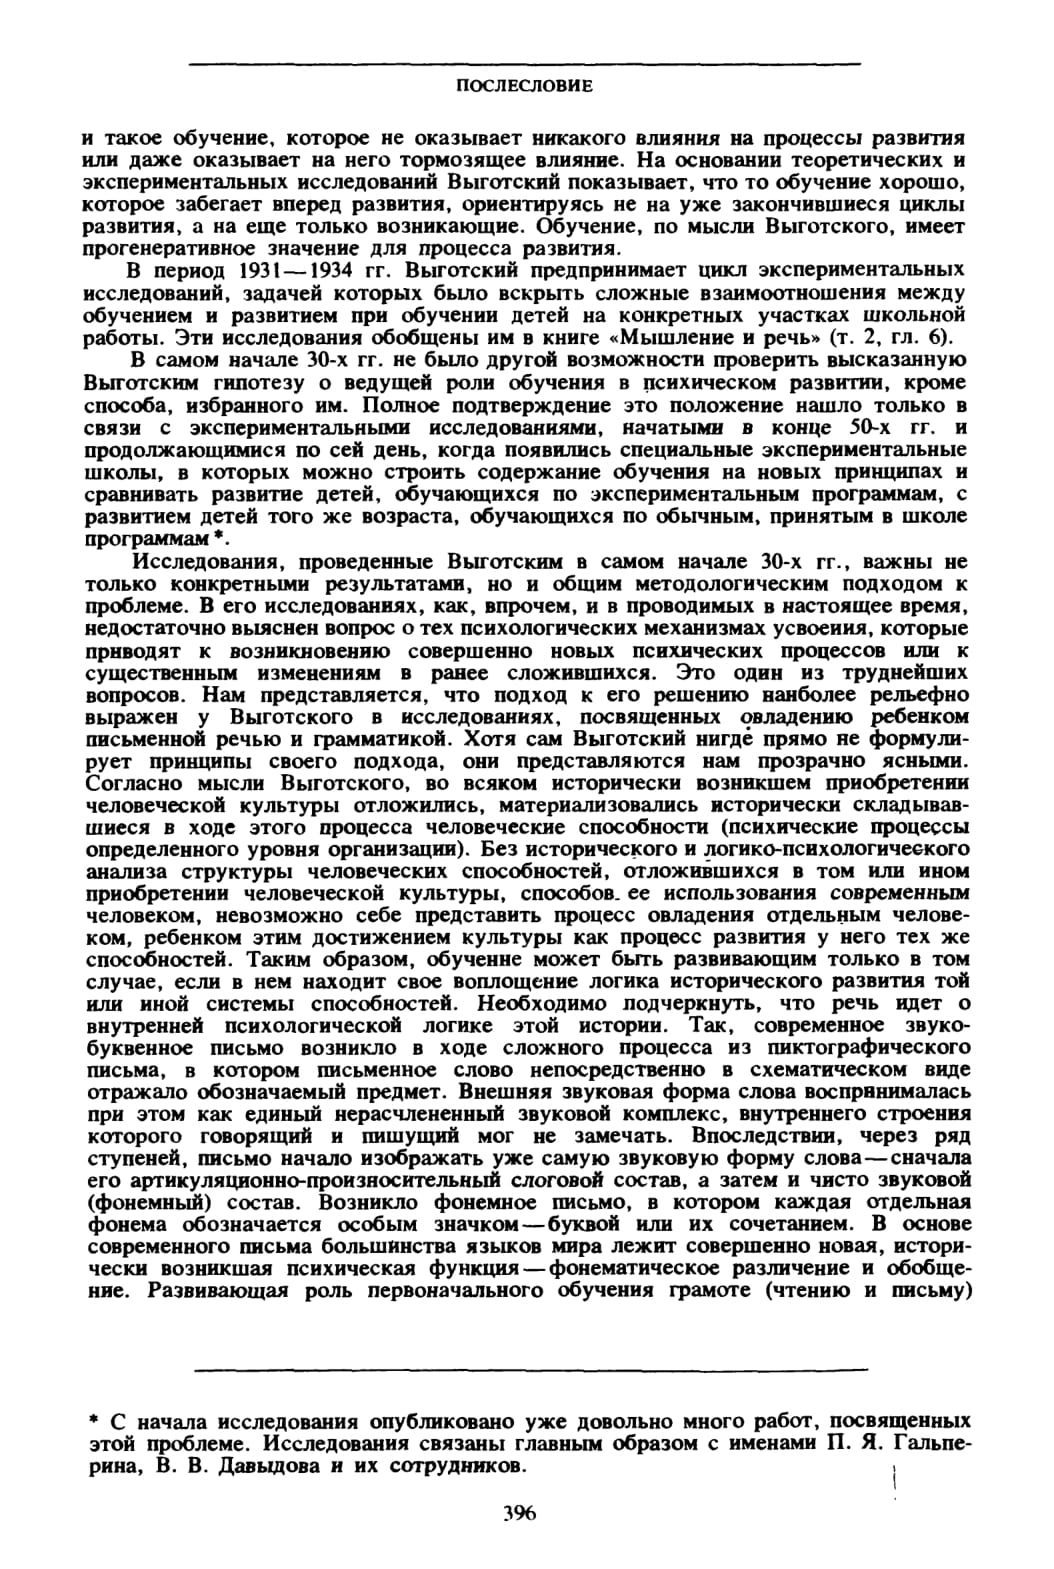 ПОСЛЕСЛОВИЕ
и такое обучение, которое не оказывает никакого влияния на процессы развития
или даже оказывает на него тормозящее влияние. На основании теоретических и
экспериментальных исследований Выготский показывает, что то обучение хорошо,
которое забегает вперед развития, ориентируясь не на уже закончившиеся циклы
развития, а на еще только возникающие. Обучение, по мысли Выготского, имеет
прогенеративное значение для процесса развития.
В период 1931—1934 гг. Выготский предпринимает цикл экспериментальных
исследований, задачей которых было вскрыть сложные взаимоотношения между
обучением и развитием при обучении детей на конкретных участках школьной
работы. Эти исследования обобщены им в книге «Мышление и речь» (т. 2, гл. 6).
В самом начале 30-х гг. не было другой возможности проверить высказанную
Выготским гипотезу о ведущей роли обучения в психическом развитии, кроме
способа, избранного им. Полное подтверждение это положение нашло только в
связи с экспериментальными исследованиями, начатыми в конце 50-х гг. и
продолжающимися по сей день, когда появились специальные экспериментальные
школы, в которых можно строить содержание обучения на новых принципах и
сравнивать развитие детей, обучающихся по экспериментальным программам, с
развитием детей того же возраста, обучающихся по обычным, принятым в школе
программам*.
Исследования, проведенные Выготским в самом начале 30-х гг., важны не
только конкретными результатами, но и общим методологическим подходом к
проблеме. В его исследованиях, как, впрочем, и в проводимых в настоящее время,
недостаточно выяснен вопрос о тех психологических механизмах усвоения, которые
приводят к возникновению совершенно новых психических процессов или к
существенным изменениям в ранее сложившихся. Это один из труднейших
вопросов. Нам представляется, что подход к его решению наиболее рельефно
выражен у Выготского в исследованиях, посвященных овладению ребенком
письменной речью и грамматикой. Хотя сам Выготский нигде прямо не формули-
рует принципы своего подхода, они представляются нам прозрачно ясными.
Согласно мысли Выготского, во всяком исторически возникшем приобретении
человеческой культуры отложились, материализовались исторически складывав-
шиеся в ходе этого процесса человеческие способности (психические процессы
определенного уровня организации). Без исторического и логико-психологического
анализа структуры человеческих способностей, отложившихся в том или ином
приобретении человеческой культуры, способов. ее использования современным
человеком, невозможно себе представить процесс овладения отдельным челове-
ком, ребенком этим достижением культуры как процесс развития у него тех же
способностей. Таким образом, обучение может быть развивающим только в том
случае, если в нем находит свое воплощение логика исторического развития той
или иной системы способностей. Необходимо подчеркнуть, что речь идет о
внутренней психологической логике этой истории. Так, современное звуко-
буквенное письмо возникло в ходе сложного процесса из пиктографического
письма, в котором письменное слово непосредственно в схематическом виде
отражало обозначаемый предмет. Внешняя звуковая форма слова воспринималась
при этом как единый нерасчлененный звуковой комплекс, внутреннего строения
которого говорящий и пишущий мог не замечать. Впоследствии, через ряд
ступеней, письмо начало изображать уже самую звуковую форму слова—сначала
его артикуляционно-произносительный слоговой состав, а затем и чисто звуковой
(фонемный) состав. Возникло фонемное письмо, в котором каждая отдельная
фонема обозначается особым значком—буквой или их сочетанием. В основе
современного письма большинства языков мира лежит совершенно новая, истори-
чески возникшая психическая функция—фонематическое различение и обобще-
ние. Развивающая роль первоначального обучения грамоте (чтению и письму)
* С начала исследования опубликовано уже довольно много работ, посвященных
этой проблеме. Исследования связаны главным образом с именами П. Я. Гальпе-
рина, В. В. Давыдова и их сотрудников.
396